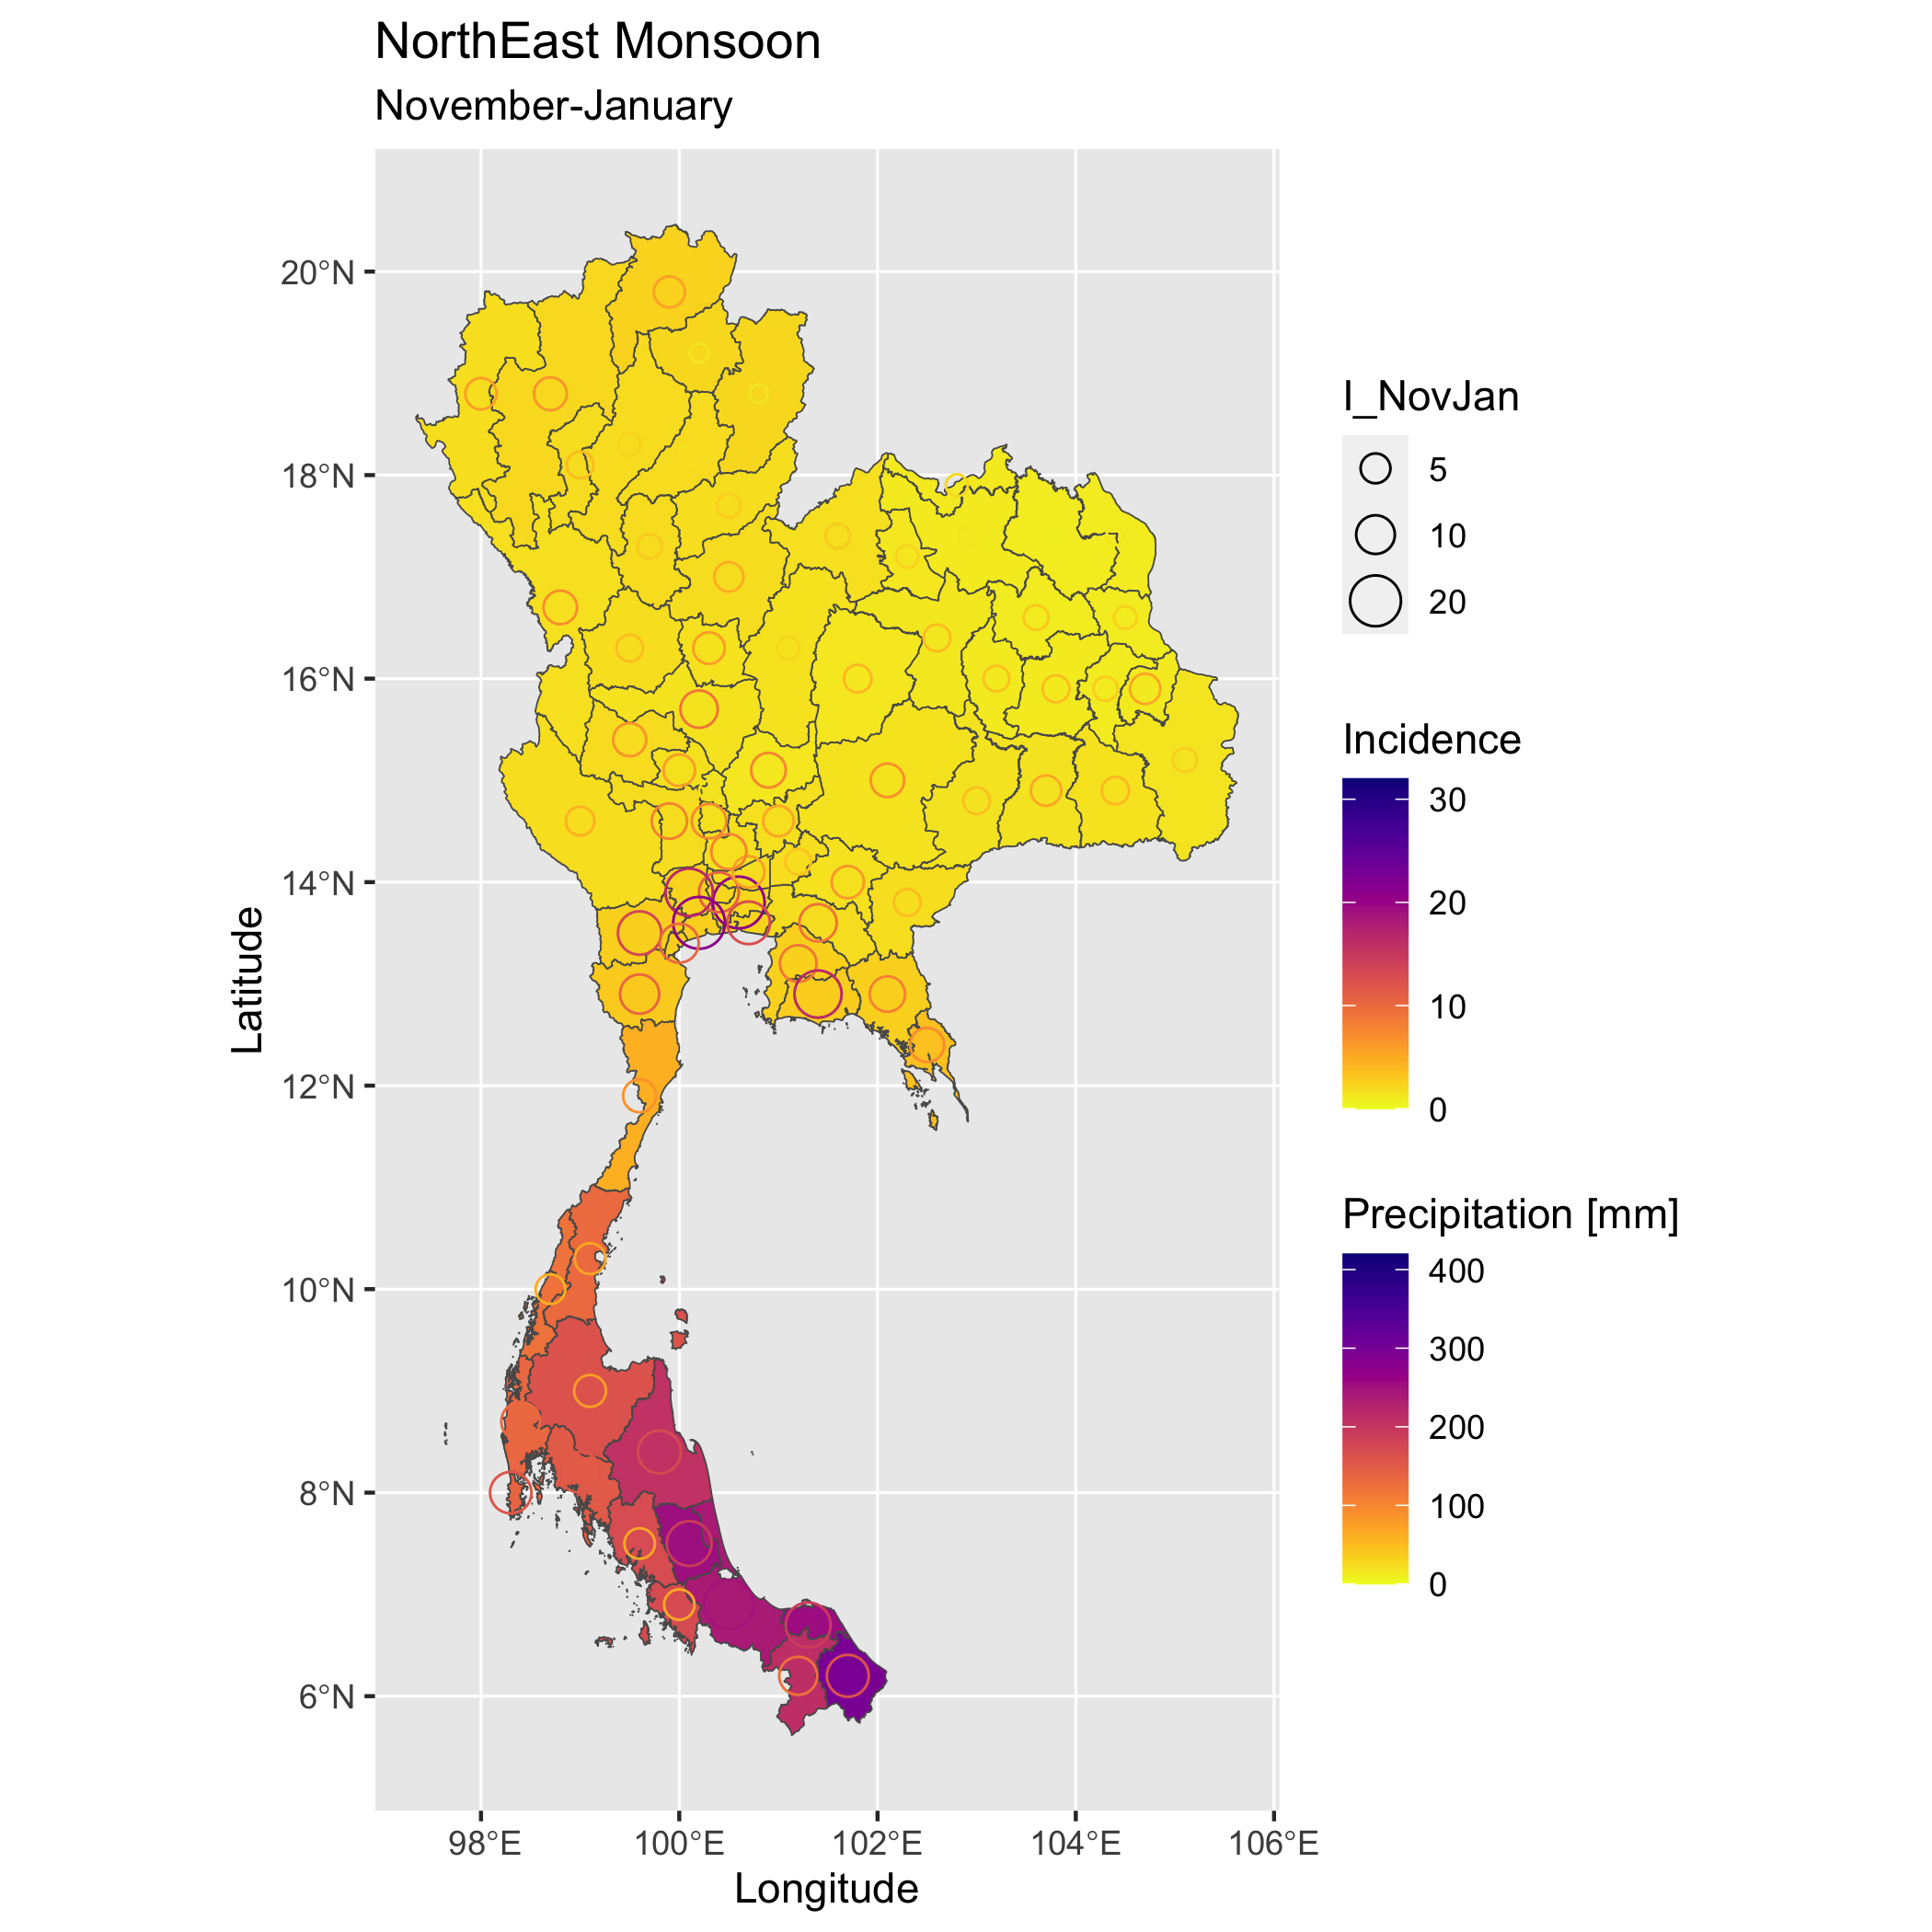 NorthEast Monsoon
November-January
20°N
18°N
16°N
14°N
12°N
10°N
8°N
6°N
Latitude
98°E
100°E
102°E
104°E
106°E
Longitude
I_NovJan
5
10
20
Incidence
30
20
10
0
Precipitation [mm]
400
300
200
100
0